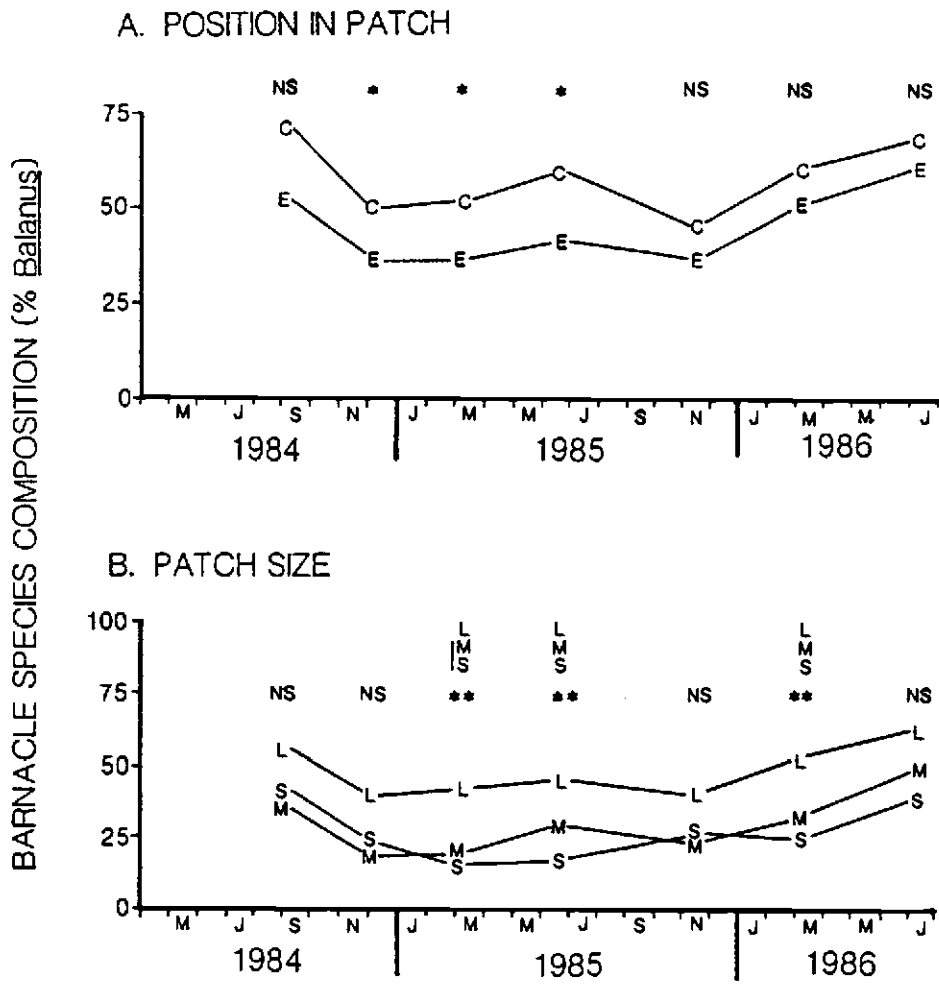 A. POSITION IN PATCH
NS * * * NS NS NS
75
50
25
0
C C C C C C C
E E E E E E E
M J S N J M M J S N J M M J
1984 1985 1986
BARNACLE SPECIES COMPOSITION (% Balanus)
B. PATCH SIZE
L L L
M M M
S S S
NS NS ** ** NS ** NS
100
75
50
25
0
L L L L L L L
S M S S S S S
M S M M M M M
M J S N J M M J S N J M M J
1984 1985 1986